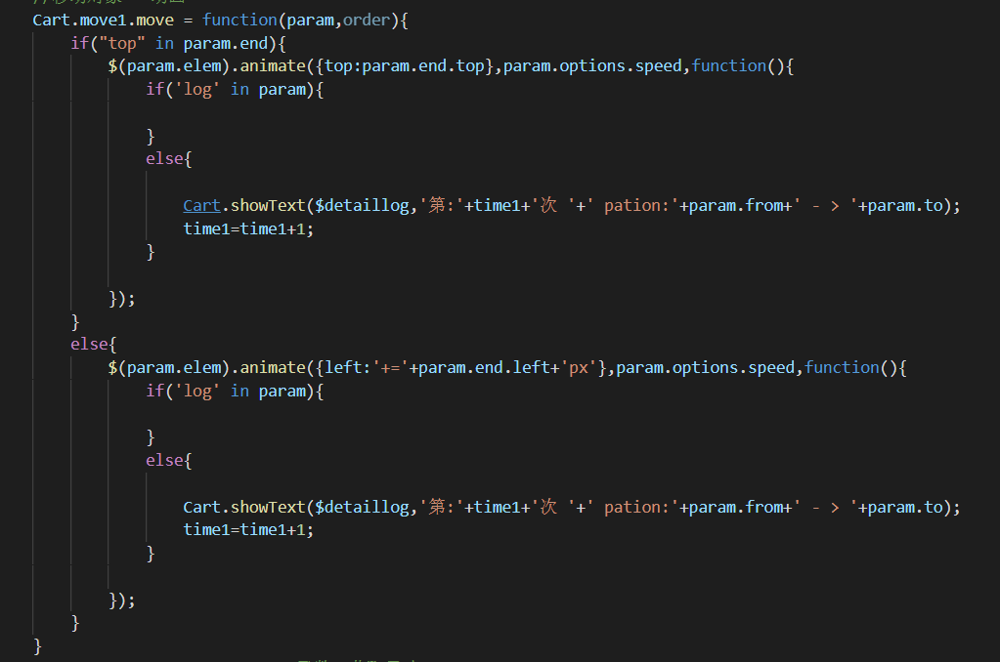 Cart.move1.move = function(param,order){
if("top" in param.end){
$(param.elem).animate({top:param.end.top},param.options.speed,function(){
if('log' in param){
}
else{
Cart.showText($detaillog,'第:'+time1+'次 '+' pation:'+param.from+' - > '+param.to);
time1=time1+1;
}
});
}
else{
$(param.elem).animate({left:'+='+param.end.left+'px'},param.options.speed,function(){
if('log' in param){
}
else{
Cart.showText($detaillog,'第:'+time1+'次 '+' pation:'+param.from+' - > '+param.to);
time1=time1+1;
}
});
}
}